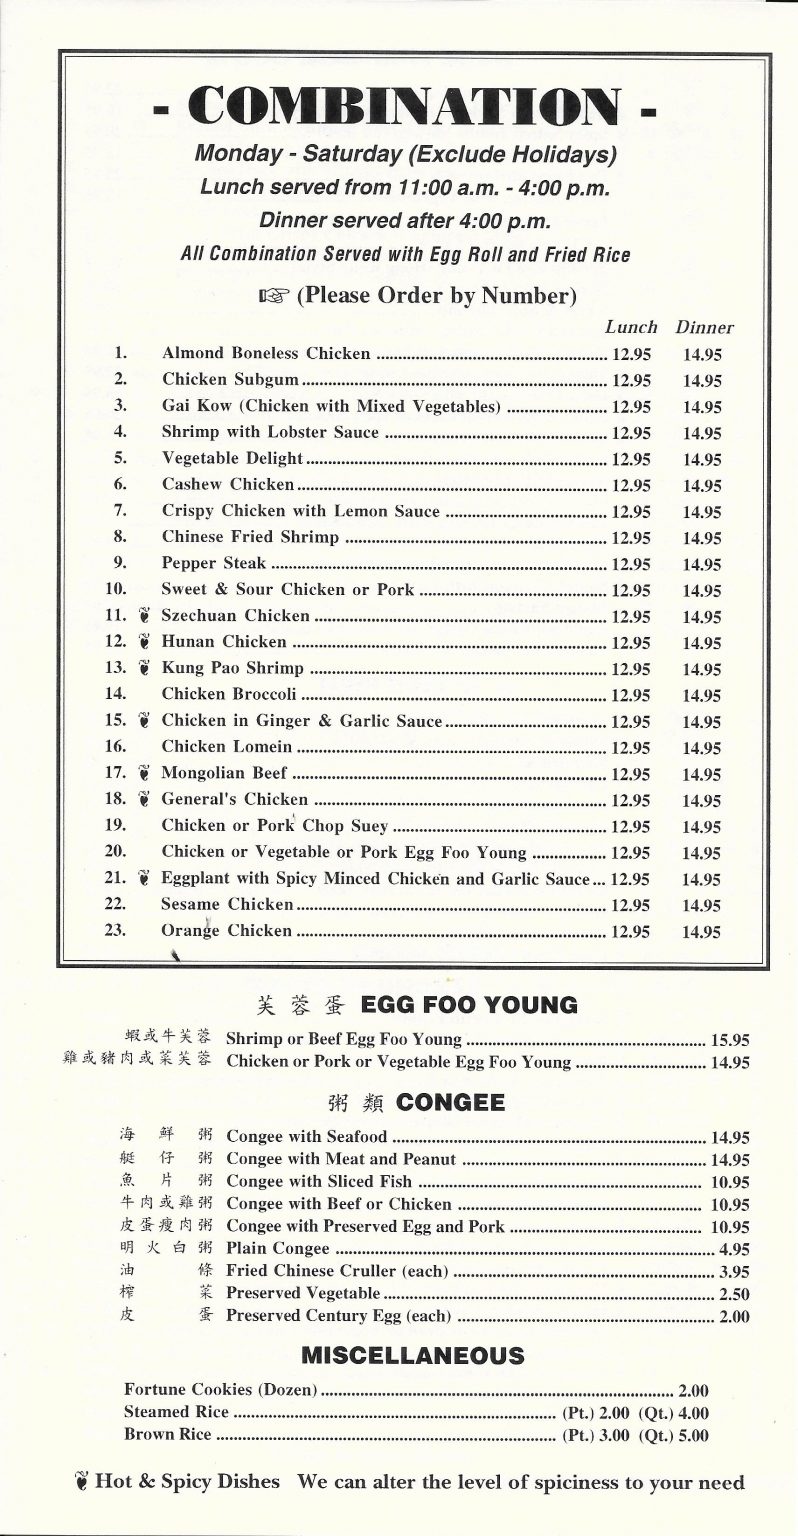 - COMBINATION -
Monday - Saturday (Exclude Holidays)
Lunch served from 11:00 a.m. - 4:00 p.m.
Dinner served after 4:00 p.m.
All Combination Served with Egg Roll and Fried Rice
☞ (Please Order by Number)
Lunch Dinner
1. Almond Boneless Chicken ... 12.95 14.95
2. Chicken Subgum ... 12.95 14.95
3. Gai Kow (Chicken with Mixed Vegetables) ... 12.95 14.95
4. Shrimp with Lobster Sauce ... 12.95 14.95
5. Vegetable Delight ... 12.95 14.95
6. Cashew Chicken ... 12.95 14.95
7. Crispy Chicken with Lemon Sauce ... 12.95 14.95
8. Chinese Fried Shrimp ... 12.95 14.95
9. Pepper Steak ... 12.95 14.95
10. Sweet & Sour Chicken or Pork ... 12.95 14.95
11. Szechuan Chicken ... 12.95 14.95
12. Hunan Chicken ... 12.95 14.95
13. Kung Pao Shrimp ... 12.95 14.95
14. Chicken Broccoli ... 12.95 14.95
15. Chicken in Ginger & Garlic Sauce ... 12.95 14.95
16. Chicken Lomein ... 12.95 14.95
17. Mongolian Beef ... 12.95 14.95
18. General's Chicken ... 12.95 14.95
19. Chicken or Pork Chop Suey ... 12.95 14.95
20. Chicken or Vegetable or Pork Egg Foo Young ... 12.95 14.95
21. Eggplant with Spicy Minced Chicken and Garlic Sauce ... 12.95 14.95
22. Sesame Chicken ... 12.95 14.95
23. Orange Chicken ... 12.95 14.95
芙蓉蛋 EGG FOO YOUNG
蝦或牛芙蓉 Shrimp or Beef Egg Foo Young ... 15.95
雞或豬肉或菜芙蓉 Chicken or Pork or Vegetable Egg Foo Young ... 14.95
粥類 CONGEE
海鮮粥 Congee with Seafood ... 14.95
艇仔粥 Congee with Meat and Peanut ... 14.95
魚片粥 Congee with Sliced Fish ... 10.95
牛肉或雞粥 Congee with Beef or Chicken ... 10.95
皮蛋瘦肉粥 Congee with Preserved Egg and Pork ... 10.95
明火白粥 Plain Congee ... 4.95
油條 Fried Chinese Cruller (each) ... 3.95
榨菜 Preserved Vegetable ... 2.50
皮蛋 Preserved Century Egg (each) ... 2.00
MISCELLANEOUS
Fortune Cookies (Dozen) ... 2.00
Steamed Rice ... (Pt.) 2.00 (Qt.) 4.00
Brown Rice ... (Pt.) 3.00 (Qt.) 5.00
Hot & Spicy Dishes We can alter the level of spiciness to your need